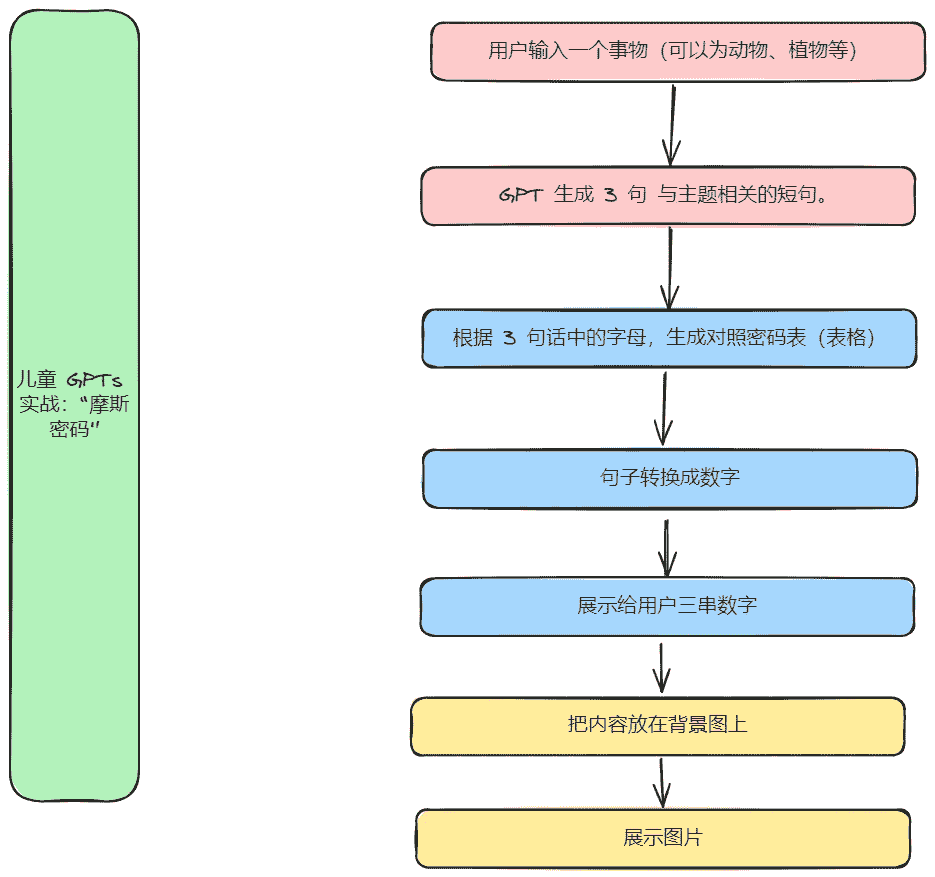 儿童 GPTs
实战：“摩斯
密码”
用户输入一个事物（可以为动物、植物等）
GPT 生成 3 句 与主题相关的短句。
根据 3 句话中的字母，生成对照密码表（表格）
句子转换成数字
展示给用户三串数字
把内容放在背景图上
展示图片